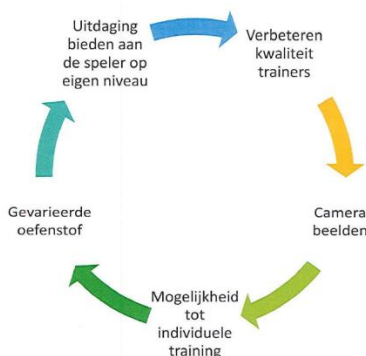 Uitdaging
bieden aan
de speler op
eigen niveau
Verbeteren
kwaliteit
trainers
Camera
beelden
Mogelijkheid
tot
individuele
training
Gevarieerde
oefenstof